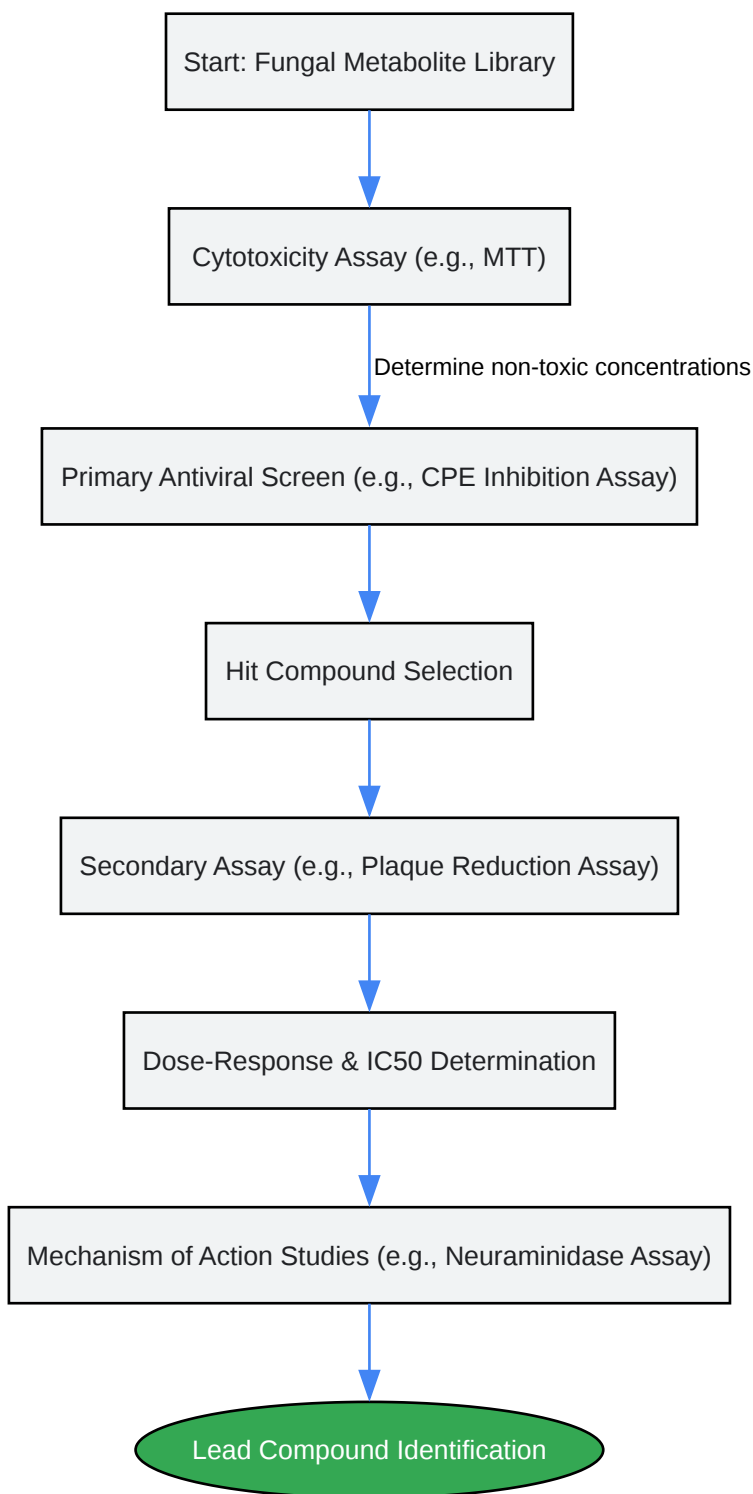 Start: Fungal Metabolite Library
Cytotoxicity Assay (e.g., MTT)
Determine non-toxic concentrations
Primary Antiviral Screen (e.g., CPE Inhibition Assay)
Hit Compound Selection
Secondary Assay (e.g., Plaque Reduction Assay)
Dose-Response & IC50 Determination
Mechanism of Action Studies (e.g., Neuraminidase Assay)
Lead Compound Identification